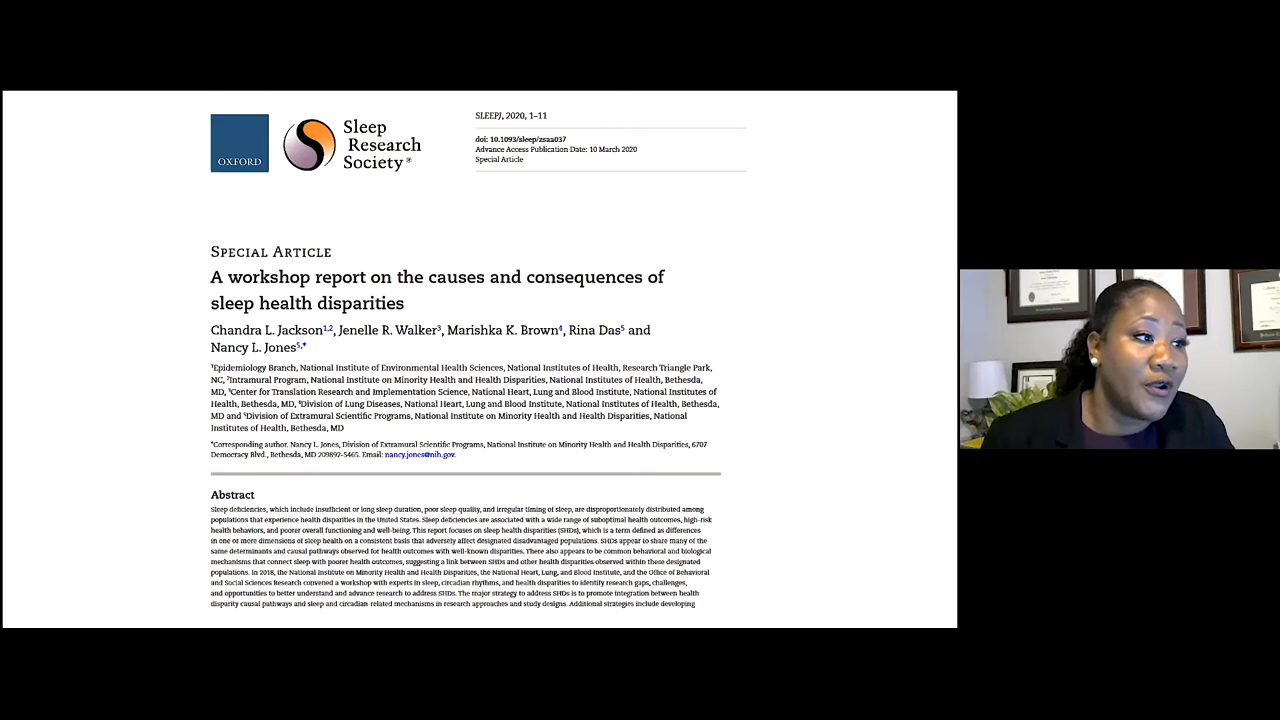 OXFORD
Sleep
Research
Society®
SLEEPJ, 2020, 1–11
doi: 10.1093/sleep/zsaa037
Advance Access Publication Date: 10 March 2020
Special Article
Special Article
A workshop report on the causes and consequences of
sleep health disparities
Chandra L. Jackson1,2, Jenelle R. Walker3, Marishka K. Brown4, Rina Das5 and
Nancy L. Jones5,*
1Epidemiology Branch, National Institute of Environmental Health Sciences, National Institutes of Health, Research Triangle Park,
NC, 2Intramural Program, National Institute on Minority Health and Health Disparities, National Institutes of Health, Bethesda,
MD, 3Center for Translation Research and Implementation Science, National Heart, Lung and Blood Institute, National Institutes of
Health, Bethesda, MD, 4Division of Lung Diseases, National Heart, Lung and Blood Institute, National Institutes of Health, Bethesda,
MD and 5Division of Extramural Scientific Programs, National Institute on Minority Health and Health Disparities, National
Institutes of Health, Bethesda, MD
*Corresponding author. Nancy L. Jones, Division of Extramural Scientific Programs, National Institute on Minority Health and Health Disparities, 6707
Democracy Blvd., Bethesda, MD 209892-5465. Email: nancy.jones@nih.gov.
Abstract
Sleep deficiencies, which include insufficient or long sleep duration, poor sleep quality, and irregular timing of sleep, are disproportionately distributed among
populations that experience health disparities in the United States. Sleep deficiencies are associated with a wide range of suboptimal health outcomes, high-risk
health behaviors, and poorer overall functioning and well-being. This report focuses on sleep health disparities (SHDs), which is a term defined as differences
in one or more dimensions of sleep health on a consistent basis that adversely affect designated disadvantaged populations. SHDs appear to share many of the
same determinants and causal pathways observed for health outcomes with well-known disparities. There also appears to be common behavioral and biological
mechanisms that connect sleep with poorer health outcomes, suggesting a link between SHDs and other health disparities observed within these designated
populations. In 2018, the National Institute on Minority Health and Health Disparities, the National Heart, Lung, and Blood Institute, and the Office of Behavioral
and Social Sciences Research convened a workshop with experts in sleep, circadian rhythms, and health disparities to identify research gaps, challenges,
and opportunities to better understand and advance research to address SHDs. The major strategy to address SHDs is to promote integration between health
disparity causal pathways and sleep and circadian-related mechanisms in research approaches and study designs. Additional strategies include developing